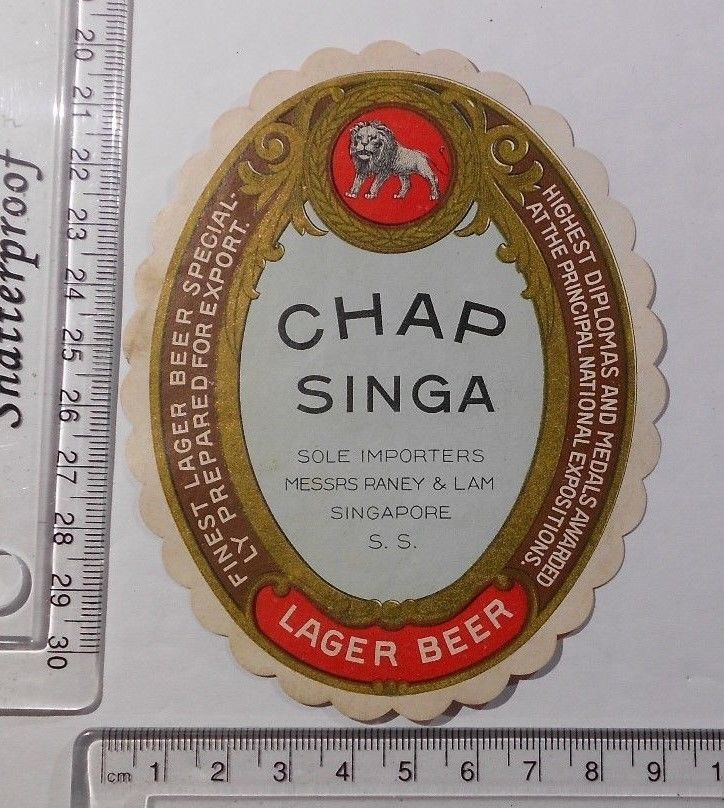 CHAP
SINGA
SOLE IMPORTERS
MESSRS RANEY & LAM
SINGAPORE
S. S.
FINEST LAGER BEER SPECIAL-
LY PREPARED FOR EXPORT.
HIGHEST DIPLOMAS AND MEDALS AWARDED
AT THE PRINCIPAL NATIONAL EXPOSITIONS.
LAGER BEER
Shatterproof
20 21 22 23 24 25 26 27 28 29 30
cm 1 2 3 4 5 6 7 8 9 1